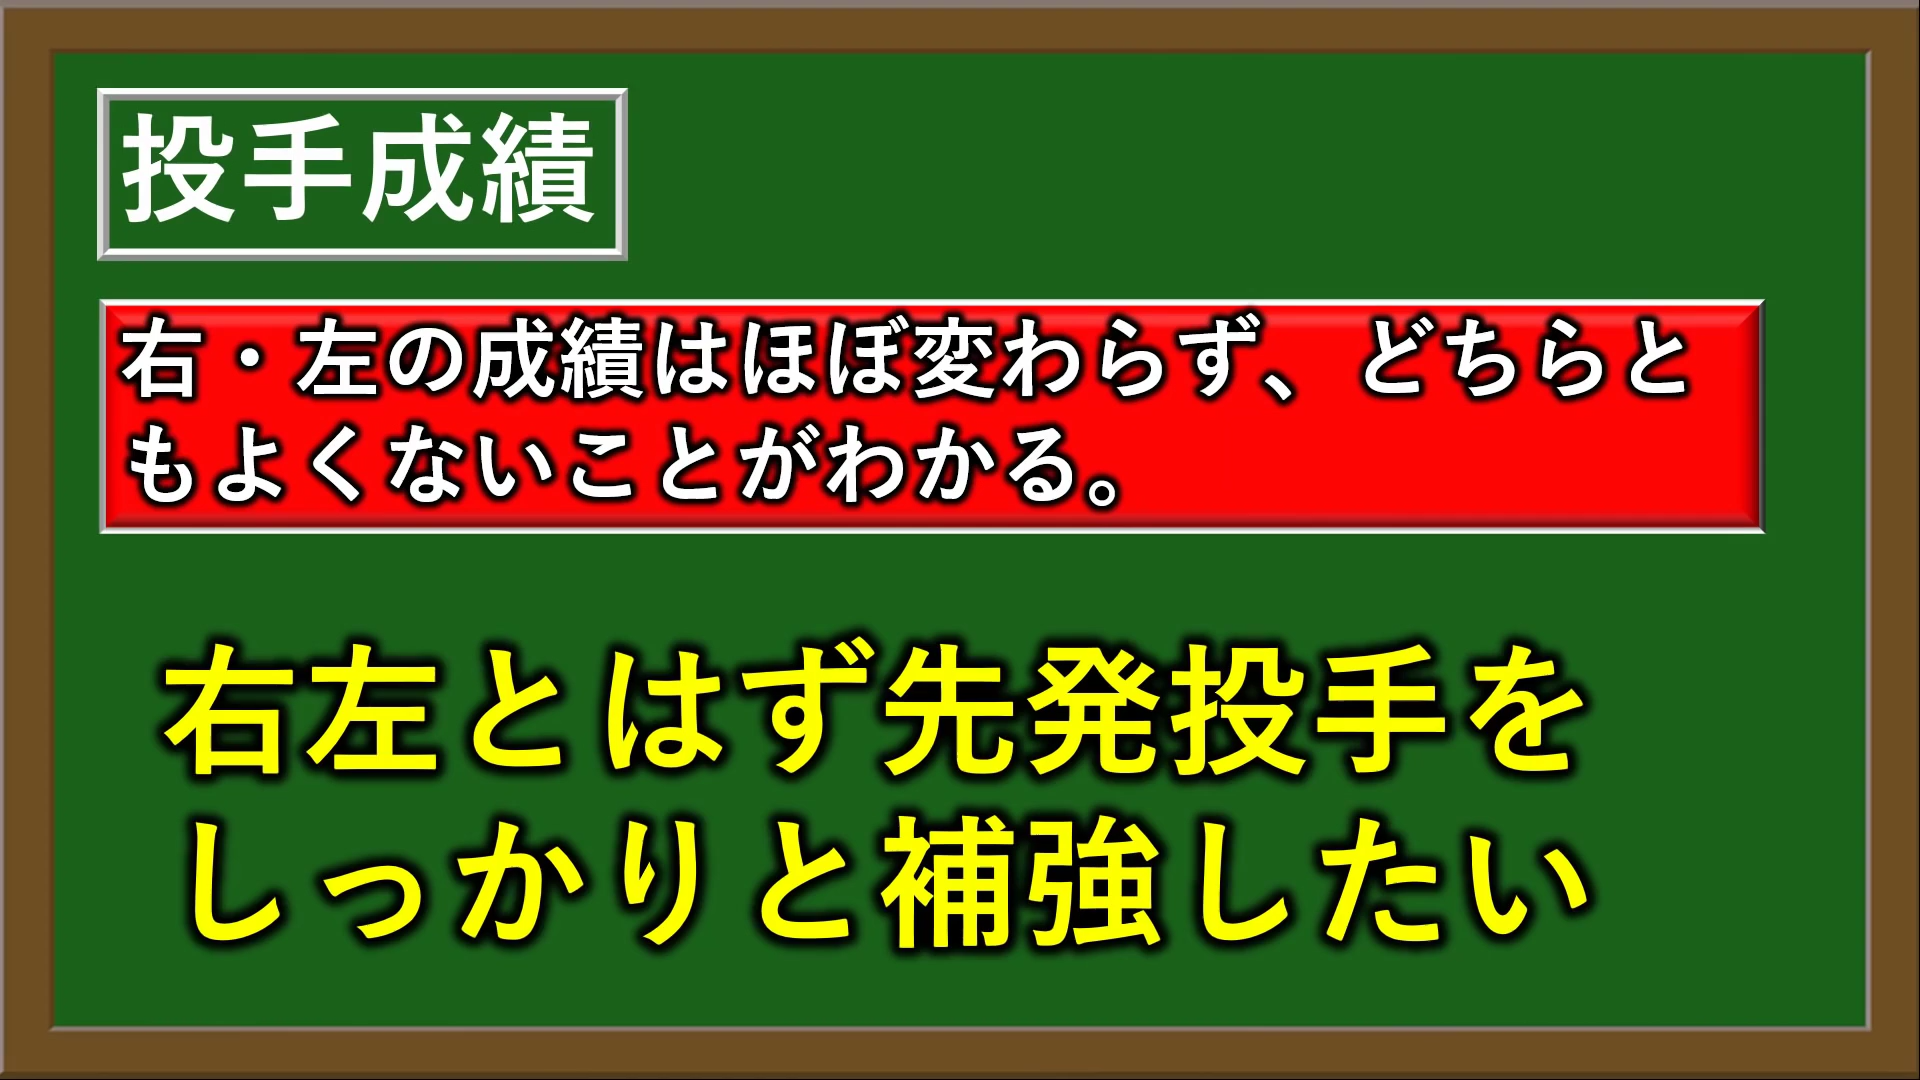 投手成績
右・左の成績はほぼ変わらず、どちらと
もよくないことがわかる。
右左とはず先発投手を
しっかりと補強したい